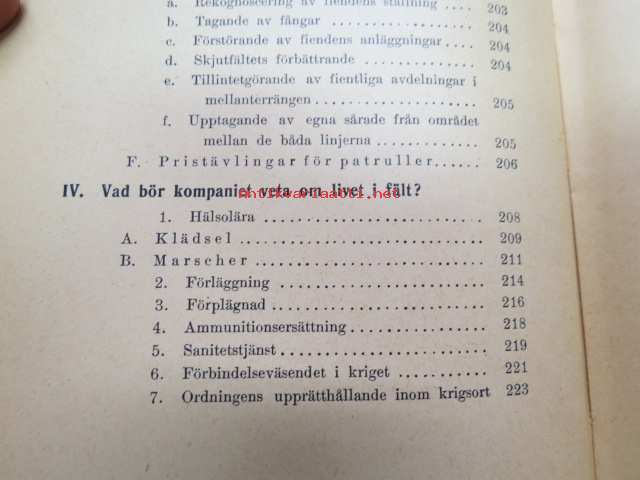 a. Rekognoscering av fiendens ställning .... 203
b. Tagande av fångar .................... 204
c. Förstörande av fiendens anläggningar .... 204
d. Skjutfältets förbättrande ................ 204
e. Tillintetgörande av fientliga avdelningar i
mellanterrängen .................... 205
f. Upptagande av egna sårade från området
mellan de båda linjerna ............... 205
F. Pristävlingar för patruller....... 206
IV. Vad bör kompaniet veta om livet i fält?
antikvariaatti.net
1. Hälsolära ............................ 208
A. Klädsel ................................ 209
B. Marscher ............................. 211
2. Förläggning .......................... 214
3. Förplägnad .......................... 216
4. Ammunitionsersättning................ 218
5. Sanitetstjänst ........................ 219
6. Förbindelseväsendet i kriget ........... 221
7. Ordningens upprätthållande inom krigsort 223